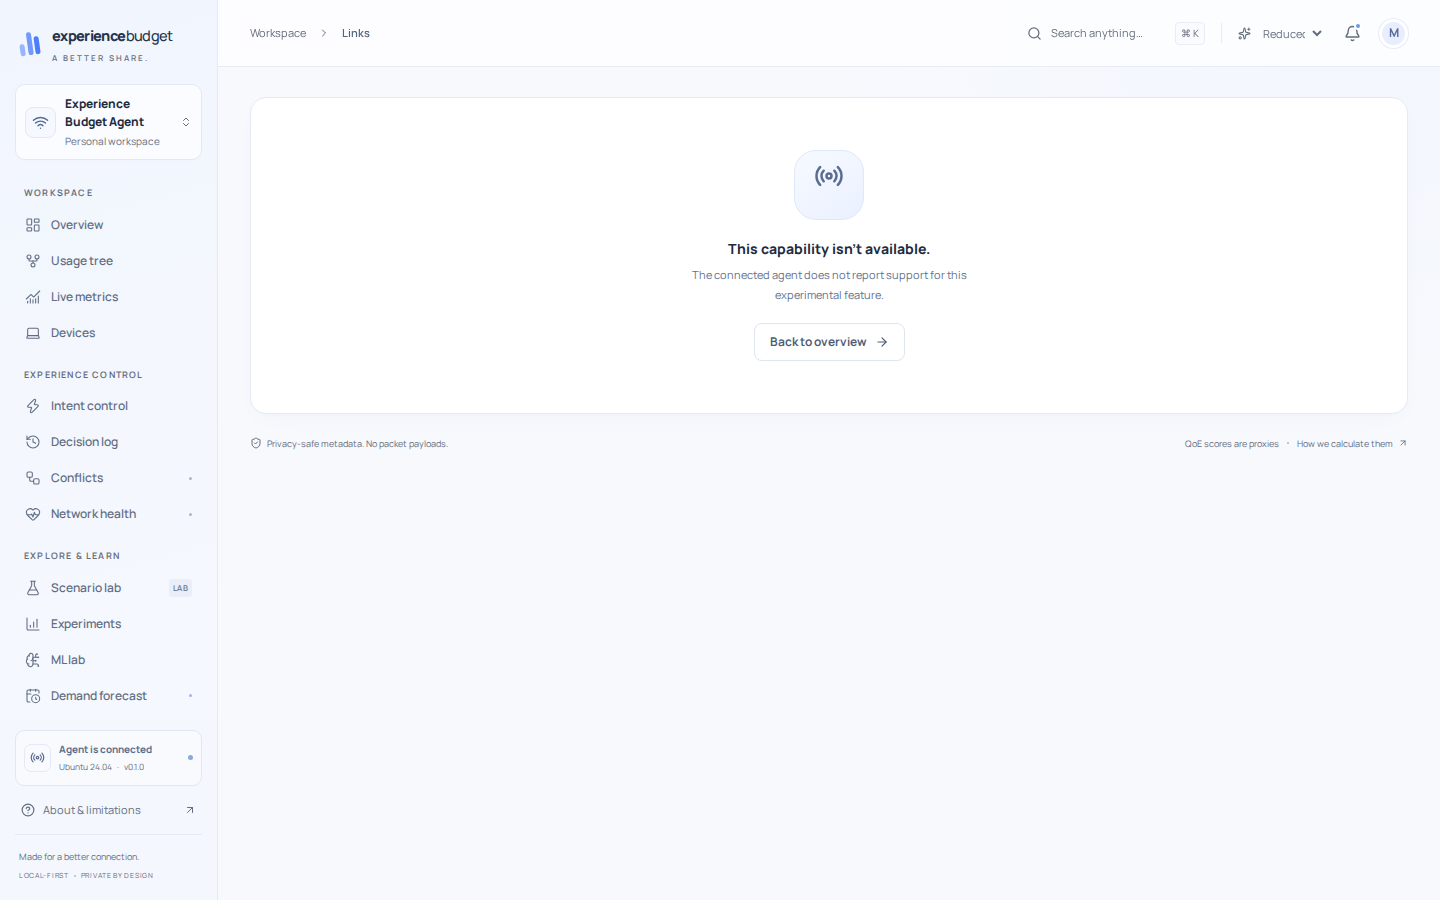 experiencebudget
A BETTER SHARE.
Experience
Budget Agent
Personal workspace
WORKSPACE
Overview
Usage tree
Live metrics
Devices
EXPERIENCE CONTROL
Intent control
Decision log
Conflicts
Network health
EXPLORE & LEARN
Scenario lab LAB
Experiments
ML lab
Demand forecast
Agent is connected
Ubuntu 24.04 · v0.1.0
About & limitations
Made for a better connection.
LOCAL-FIRST • PRIVATE BY DESIGN
Workspace > Links
Search anything... ⌘ K
Reduced
M
This capability isn't available.
The connected agent does not report support for this
experimental feature.
Back to overview
Privacy-safe metadata. No packet payloads.
QoE scores are proxies · How we calculate them